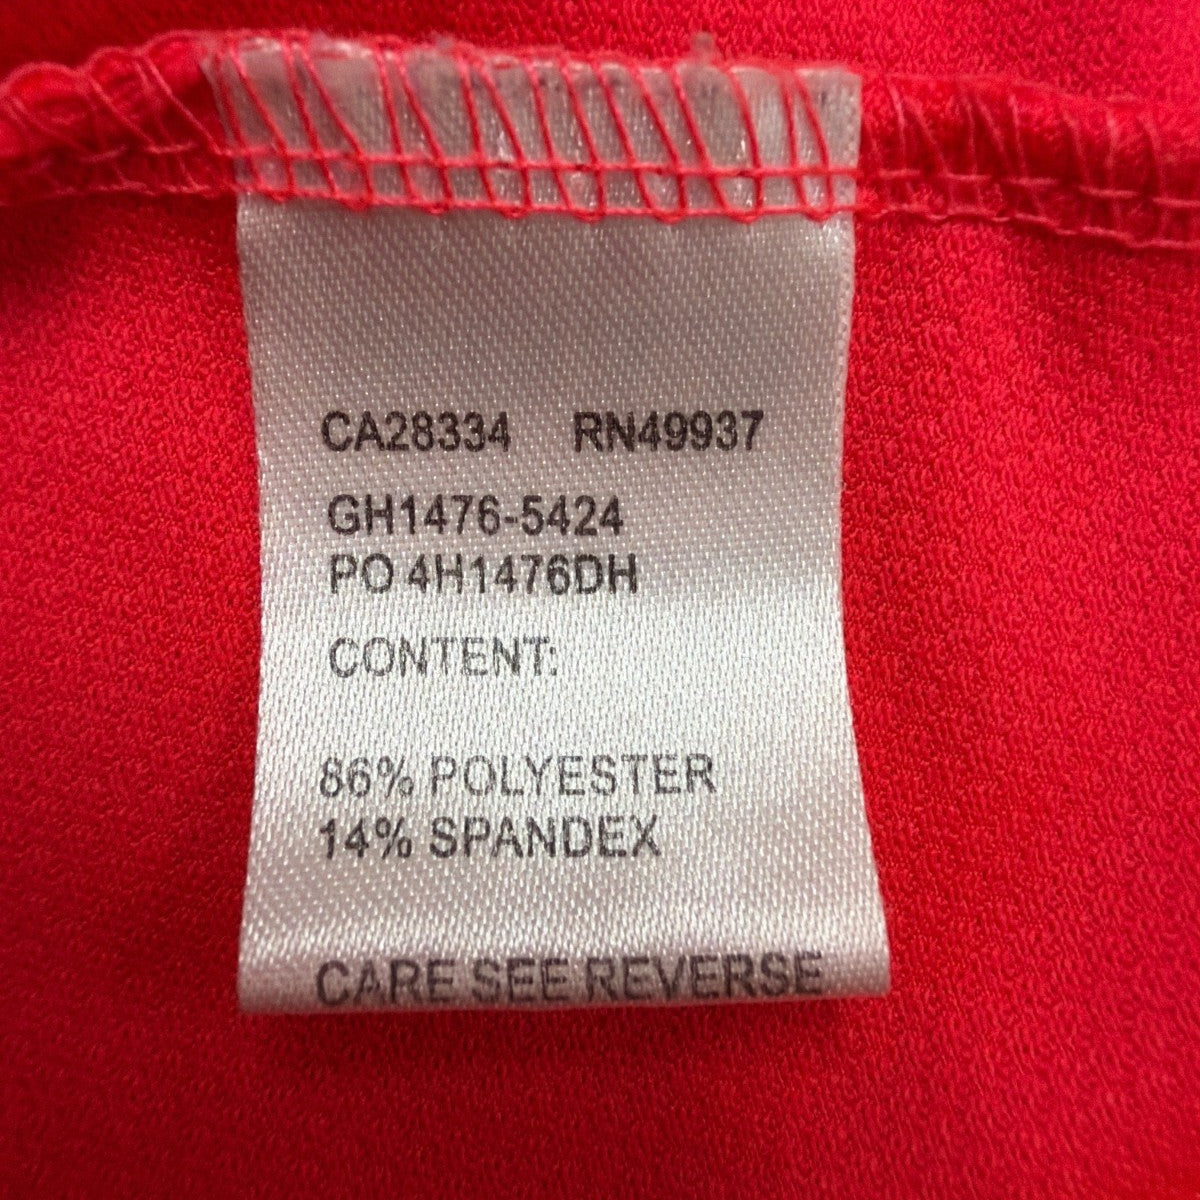 CA28334 RN49937
GH1476-5424
PO 4H1476DH
CONTENT:
86% POLYESTER
14% SPANDEX
CARE SEE REVERSE